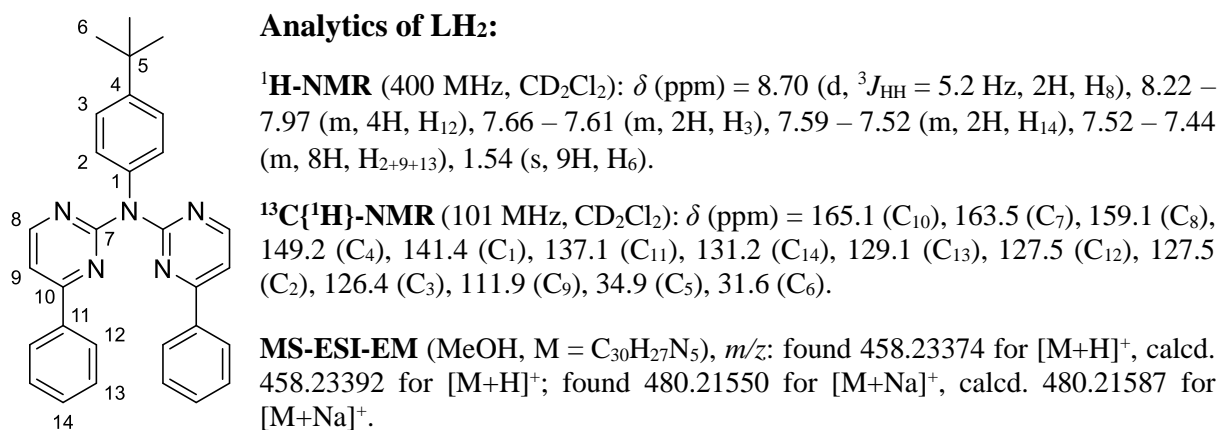 Analytics of LH₂:
¹H-NMR (400 MHz, CD₂Cl₂): δ (ppm) = 8.70 (d, ³J_HH = 5.2 Hz, 2H, H₈), 8.22 –
7.97 (m, 4H, H₁₂), 7.66 – 7.61 (m, 2H, H₃), 7.59 – 7.52 (m, 2H, H₁₄), 7.52 – 7.44
(m, 8H, H₂₊₉₊₁₃), 1.54 (s, 9H, H₆).
¹³C{¹H}-NMR (101 MHz, CD₂Cl₂): δ (ppm) = 165.1 (C₁₀), 163.5 (C₇), 159.1 (C₈),
149.2 (C₄), 141.4 (C₁), 137.1 (C₁₁), 131.2 (C₁₄), 129.1 (C₁₃), 127.5 (C₁₂), 127.5
(C₂), 126.4 (C₃), 111.9 (C₉), 34.9 (C₅), 31.6 (C₆).
MS-ESI-EM (MeOH, M = C₃₀H₂₇N₅), m/z: found 458.23374 for [M+H]⁺, calcd.
458.23392 for [M+H]⁺; found 480.21550 for [M+Na]⁺, calcd. 480.21587 for
[M+Na]⁺.
6
5
4
3
2
1
8 N N N
7
9 N N
10
11
12
13
14